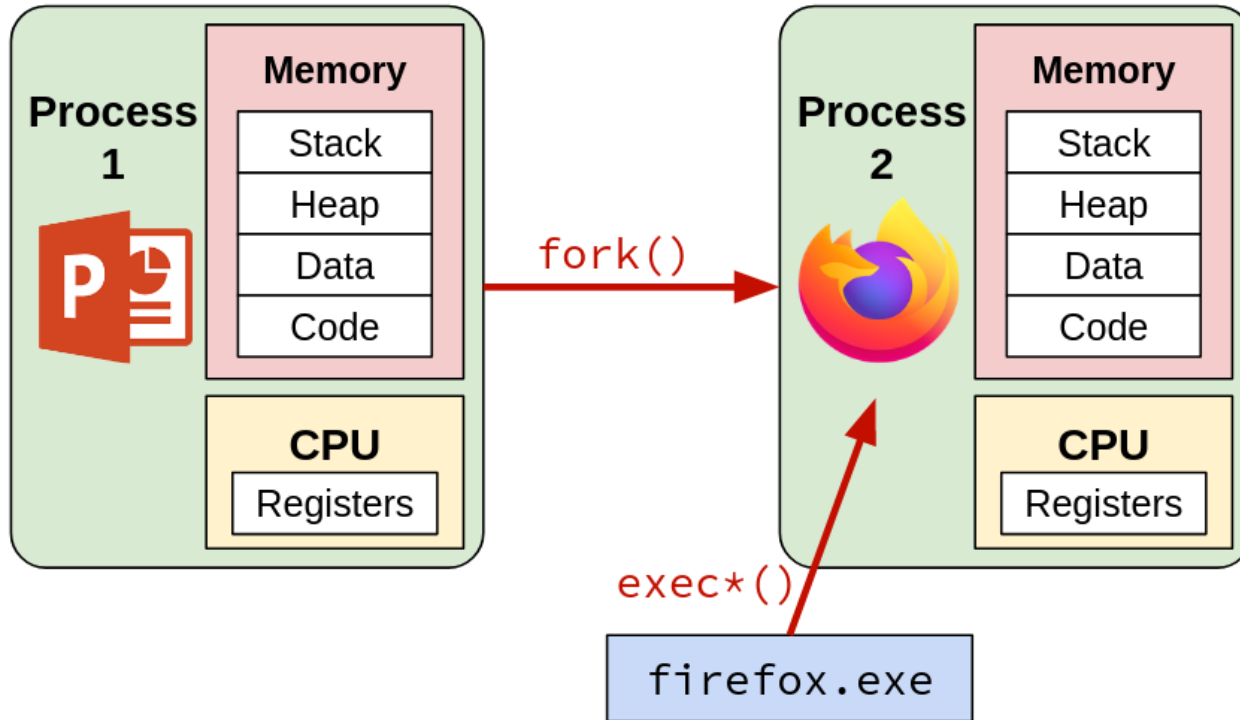 Process
1
P
Memory
Stack
Heap
Data
Code
CPU
Registers
fork()
Process
2
Memory
Stack
Heap
Data
Code
CPU
Registers
exec*()
firefox.exe